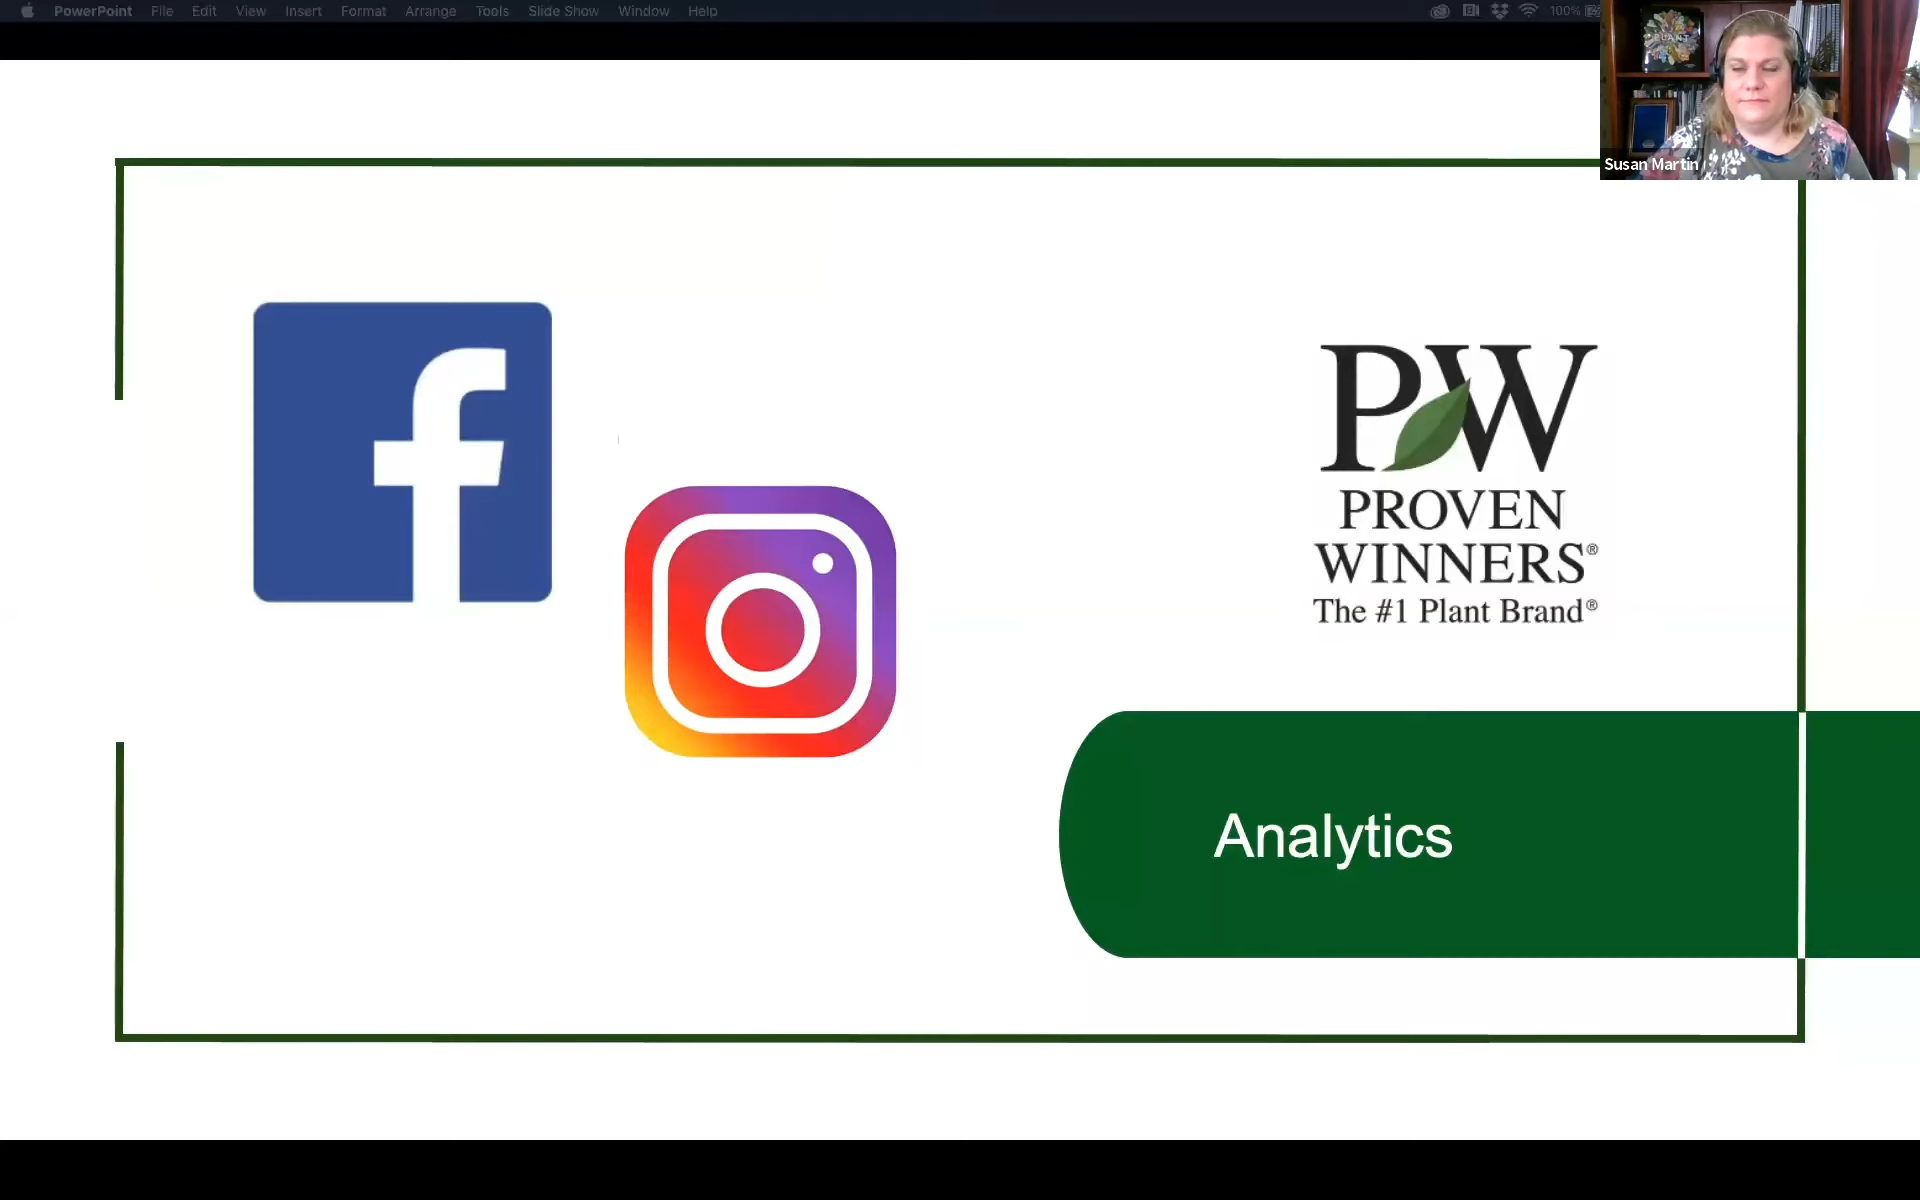 PowerPoint File Edit View Insert Format Arrange Tools Slide Show Window Help 100%
PLANT
Susan Martin
PW
PROVEN
WINNERS®
The #1 Plant Brand®
Analytics